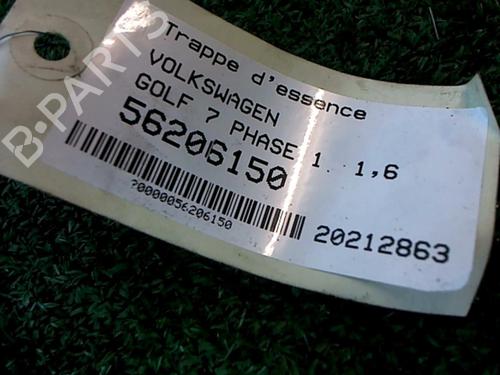 Trappe d'essence
VOLKSWAGEN
GOLF 7 PHASE 1. 1,6
56206150
?0000056206150
20212863
B-PARTS